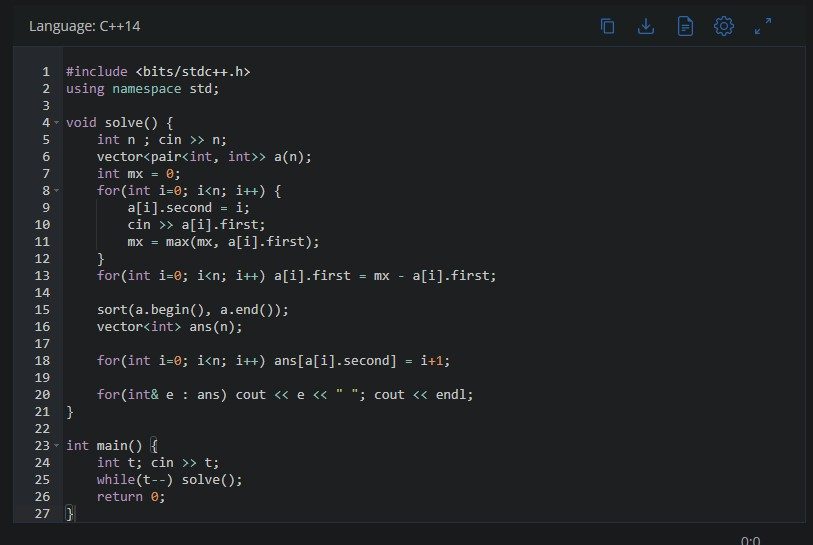 Language: C++14
1 #include <bits/stdc++.h>
2 using namespace std;
3
4 void solve() {
5     int n ; cin >> n;
6     vector<pair<int, int>> a(n);
7     int mx = 0;
8     for(int i=0; i<n; i++) {
9         a[i].second = i;
10         cin >> a[i].first;
11         mx = max(mx, a[i].first);
12     }
13     for(int i=0; i<n; i++) a[i].first = mx - a[i].first;
14
15     sort(a.begin(), a.end());
16     vector<int> ans(n);
17
18     for(int i=0; i<n; i++) ans[a[i].second] = i+1;
19
20     for(int& e : ans) cout << e << " "; cout << endl;
21 }
22
23 int main() {
24     int t; cin >> t;
25     while(t--) solve();
26     return 0;
27 }
0:0